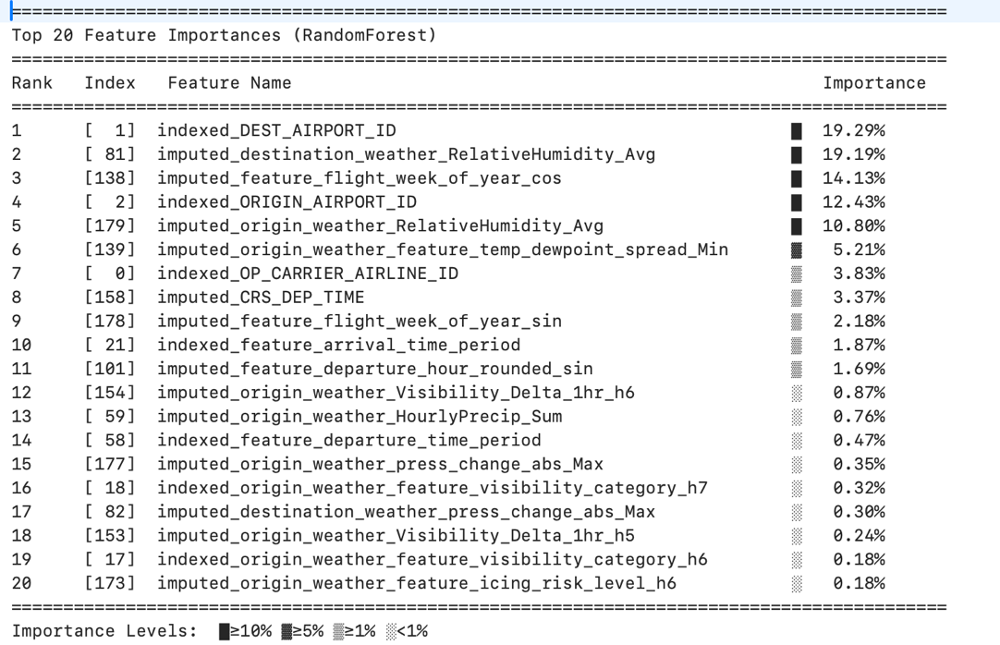 ==========================================================================================
Top 20 Feature Importances (RandomForest)
==========================================================================================
Rank   Index   Feature Name                                                   Importance
==========================================================================================
1      [  1]  indexed_DEST_AIRPORT_ID                                      █  19.29%
2      [ 81]  imputed_destination_weather_RelativeHumidity_Avg             █  19.19%
3      [138]  imputed_feature_flight_week_of_year_cos                      █  14.13%
4      [  2]  indexed_ORIGIN_AIRPORT_ID                                    █  12.43%
5      [179]  imputed_origin_weather_RelativeHumidity_Avg                  █  10.80%
6      [139]  imputed_origin_weather_feature_temp_dewpoint_spread_Min      ▓   5.21%
7      [  0]  indexed_OP_CARRIER_AIRLINE_ID                                ▒   3.83%
8      [158]  imputed_CRS_DEP_TIME                                         ▒   3.37%
9      [178]  imputed_feature_flight_week_of_year_sin                      ▒   2.18%
10     [ 21]  indexed_feature_arrival_time_period                          ▒   1.87%
11     [101]  imputed_feature_departure_hour_rounded_sin                   ▒   1.69%
12     [154]  imputed_origin_weather_Visibility_Delta_1hr_h6               ░   0.87%
13     [ 59]  imputed_origin_weather_HourlyPrecip_Sum                      ░   0.76%
14     [ 58]  indexed_feature_departure_time_period                        ░   0.47%
15     [177]  imputed_origin_weather_press_change_abs_Max                  ░   0.35%
16     [ 18]  indexed_origin_weather_feature_visibility_category_h7        ░   0.32%
17     [ 82]  imputed_destination_weather_press_change_abs_Max             ░   0.30%
18     [153]  imputed_origin_weather_Visibility_Delta_1hr_h5               ░   0.24%
19     [ 17]  indexed_origin_weather_feature_visibility_category_h6        ░   0.18%
20     [173]  imputed_origin_weather_feature_icing_risk_level_h6           ░   0.18%
==========================================================================================
Importance Levels:  █≥10% ▓≥5% ▒≥1% ░<1%